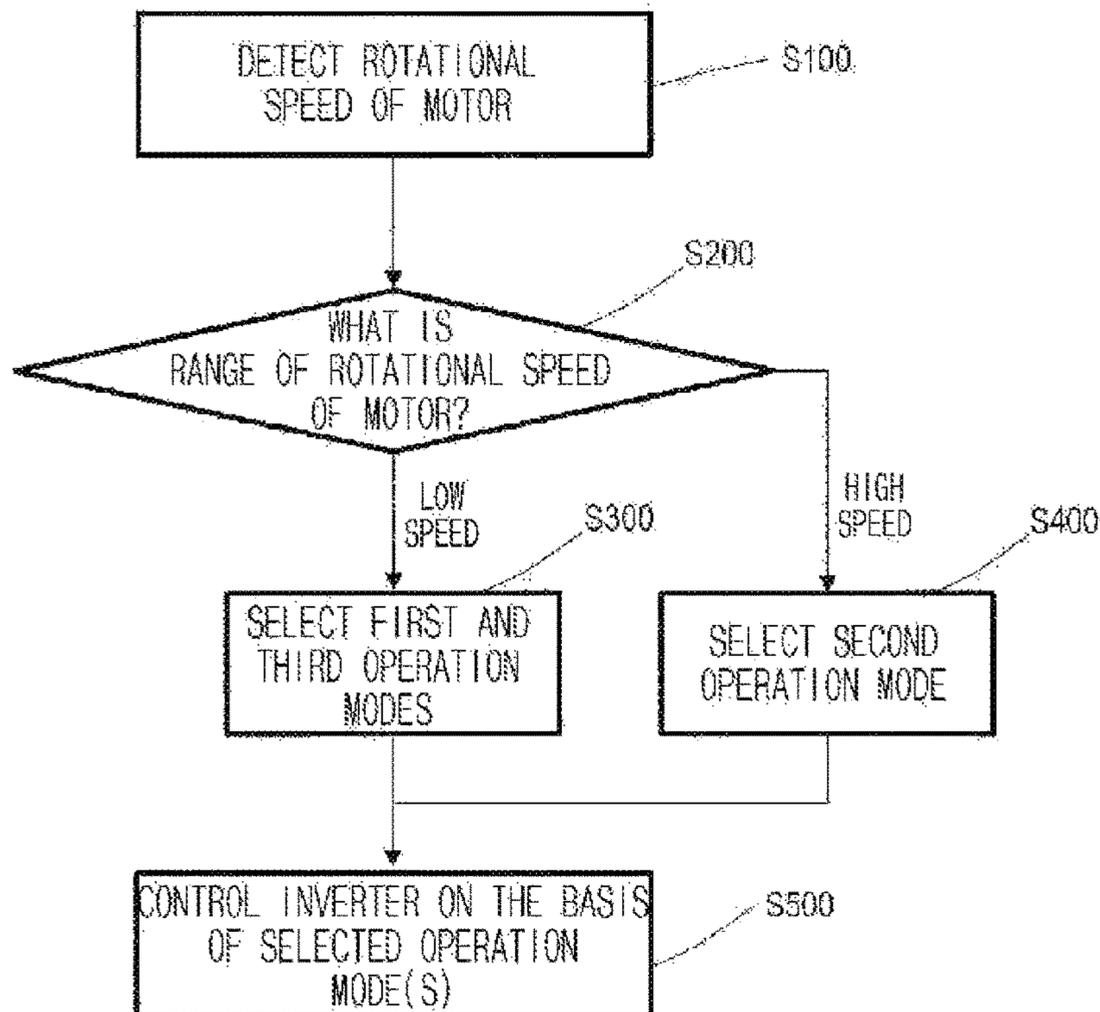 DETECT ROTATIONAL
SPEED OF MOTOR
S100
S200
WHAT IS
RANGE OF ROTATIONAL SPEED
OF MOTOR?
LOW
SPEED
HIGH
SPEED
S300
S400
SELECT FIRST AND
THIRD OPERATION
MODES
SELECT SECOND
OPERATION MODE
CONTROL INVERTER ON THE BASIS
OF SELECTED OPERATION
MODE(S)
S500